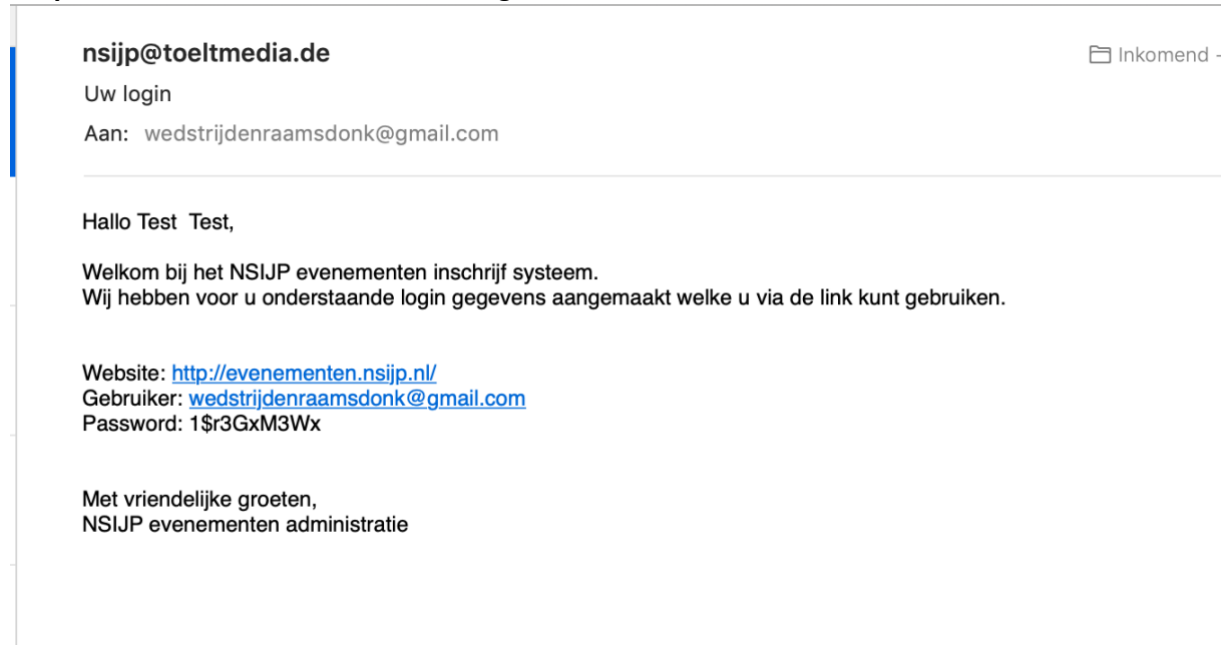 nsijp@toeltmedia.de
Inkomend -
Uw login
Aan: wedstrijdenraamsdonk@gmail.com
Hallo Test  Test,
Welkom bij het NSIJP evenementen inschrijf systeem.
Wij hebben voor u onderstaande login gegevens aangemaakt welke u via de link kunt gebruiken.
Website: http://evenementen.nsijp.nl/
Gebruiker: wedstrijdenraamsdonk@gmail.com
Password: 1$r3GxM3Wx
Met vriendelijke groeten,
NSIJP evenementen administratie